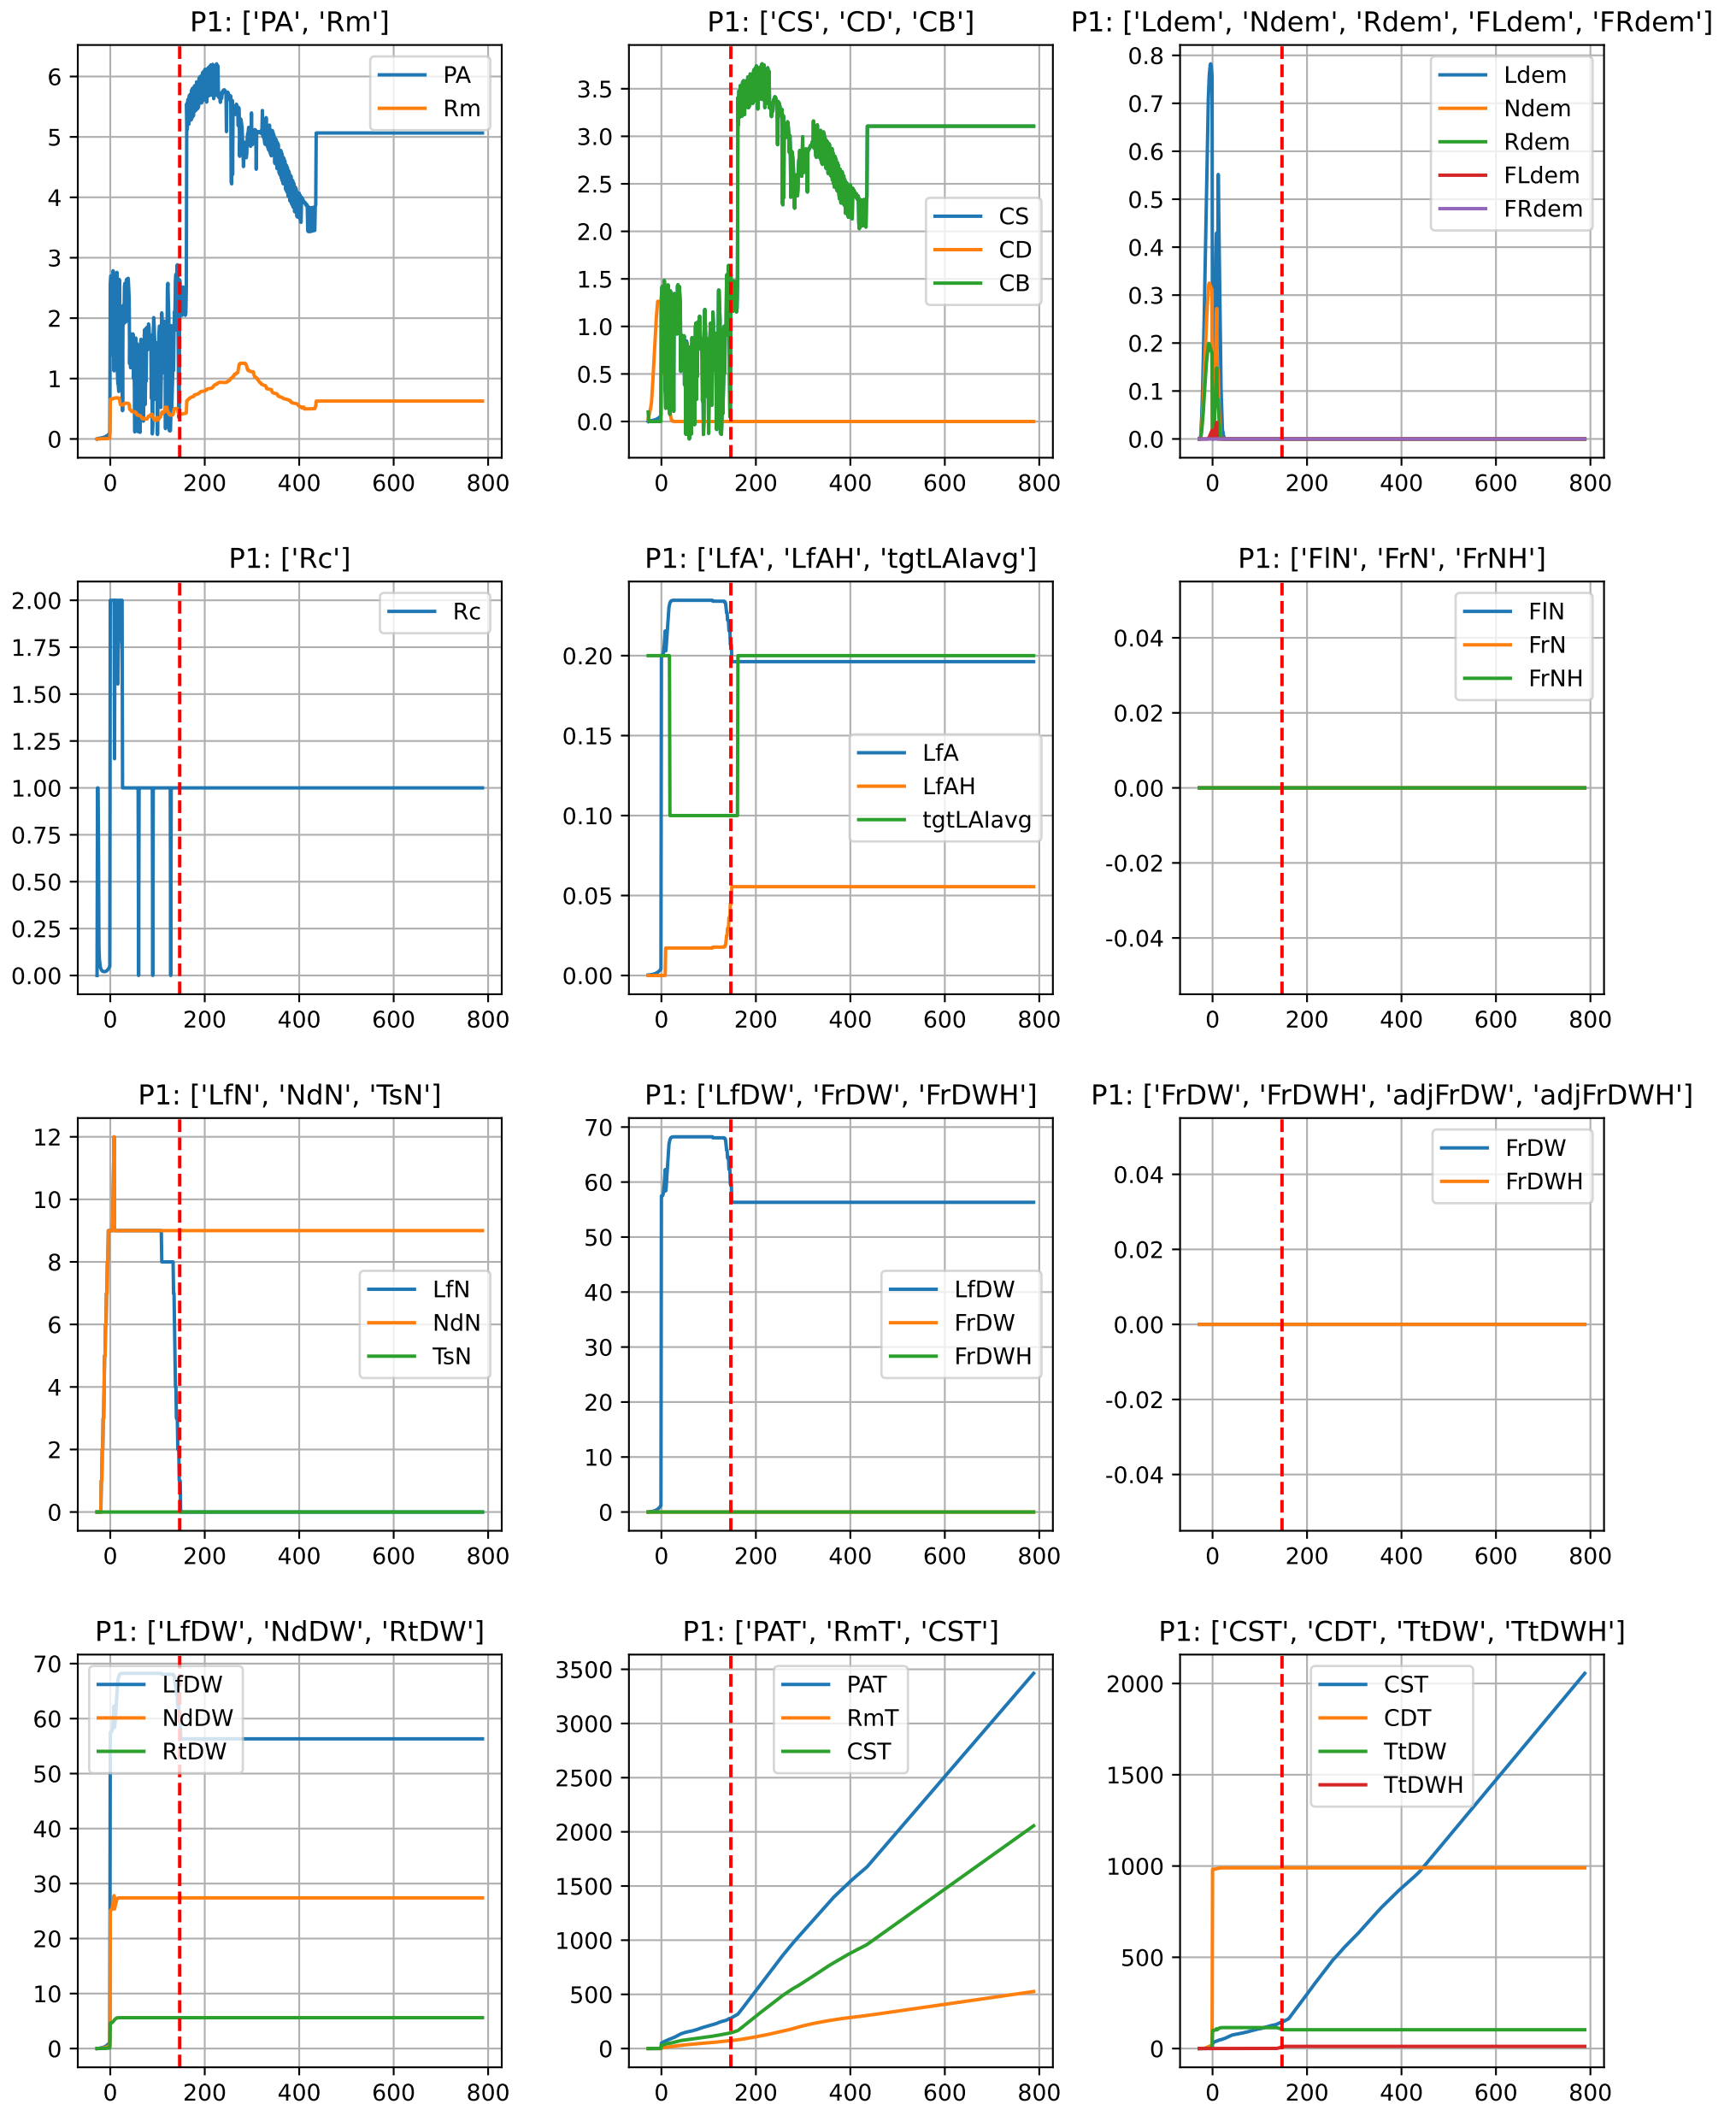 P1: ['PA', 'Rm']
P1: ['CS', 'CD', 'CB']
P1: ['Ldem', 'Ndem', 'Rdem', 'FLdem', 'FRdem']
6
5
4
3
2
1
0
PA
Rm
0 200 400 600 800
3.5
3.0
2.5
2.0
1.5
1.0
0.5
0.0
CS
CD
CB
0 200 400 600 800
0.8
0.7
0.6
0.5
0.4
0.3
0.2
0.1
0.0
Ldem
Ndem
Rdem
FLdem
FRdem
0 200 400 600 800
P1: ['Rc']
P1: ['LfA', 'LfAH', 'tgtLAIavg']
P1: ['FlN', 'FrN', 'FrNH']
2.00
1.75
1.50
1.25
1.00
0.75
0.50
0.25
0.00
Rc
0 200 400 600 800
0.20
0.15
0.10
0.05
0.00
LfA
LfAH
tgtLAIavg
0 200 400 600 800
0.04
0.02
0.00
-0.02
-0.04
FlN
FrN
FrNH
0 200 400 600 800
P1: ['LfN', 'NdN', 'TsN']
P1: ['LfDW', 'FrDW', 'FrDWH']
P1: ['FrDW', 'FrDWH', 'adjFrDW', 'adjFrDWH']
12
10
8
6
4
2
0
LfN
NdN
TsN
0 200 400 600 800
70
60
50
40
30
20
10
0
LfDW
FrDW
FrDWH
0 200 400 600 800
0.04
0.02
0.00
-0.02
-0.04
FrDW
FrDWH
0 200 400 600 800
P1: ['LfDW', 'NdDW', 'RtDW']
P1: ['PAT', 'RmT', 'CST']
P1: ['CST', 'CDT', 'TtDW', 'TtDWH']
70
60
50
40
30
20
10
0
LfDW
NdDW
RtDW
0 200 400 600 800
3500
3000
2500
2000
1500
1000
500
0
PAT
RmT
CST
0 200 400 600 800
2000
1500
1000
500
0
CST
CDT
TtDW
TtDWH
0 200 400 600 800